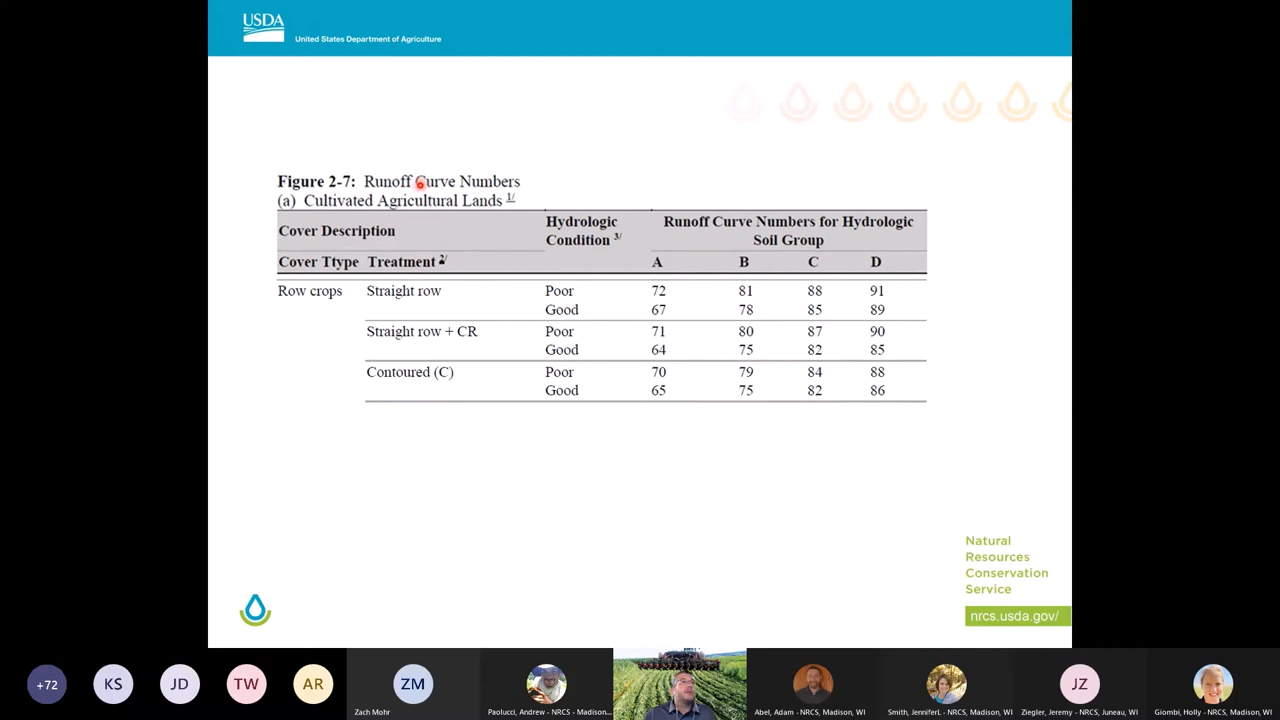 USDA
United States Department of Agriculture
Figure 2-7: Runoff Curve Numbers
(a) Cultivated Agricultural Lands 1/
Cover Description Hydrologic Condition 3/ Runoff Curve Numbers for Hydrologic Soil Group
Cover Ttype Treatment 2/ A B C D
Row crops Straight row Poor 72 81 88 91
Good 67 78 85 89
Straight row + CR Poor 71 80 87 90
Good 64 75 82 85
Contoured (C) Poor 70 79 84 88
Good 65 75 82 86
Natural
Resources
Conservation
Service
nrcs.usda.gov/
+72 KS JD TW AR ZM JZ
Zach Mohr Paolucci, Andrew - NRCS - Madison... Abel, Adam - NRCS, Madison, WI Smith, JenniferL - NRCS, Madison, WI Ziegler, Jeremy - NRCS, Juneau, WI Giombi, Holly - NRCS, Madison, WI